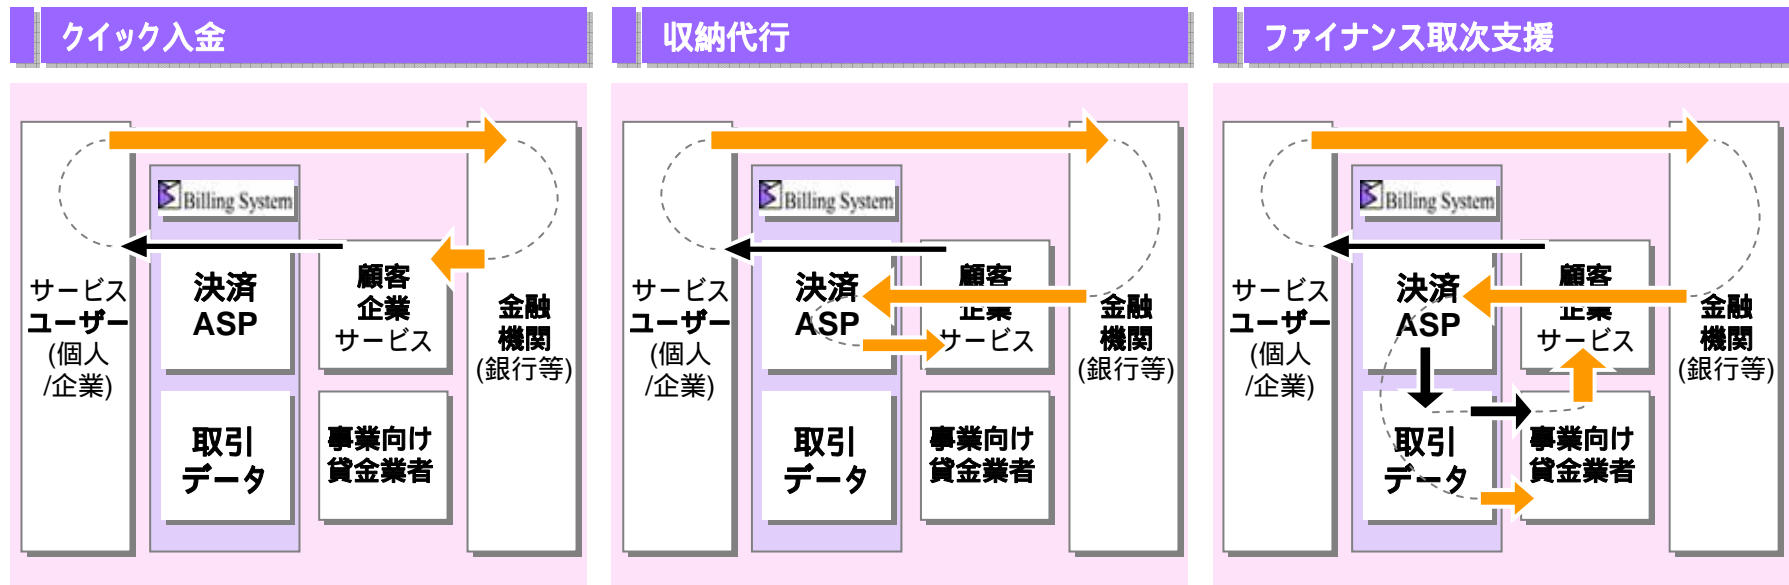 クイック入金
Billing System
サービス
ユーザー
(個人
/企業)
決済
ASP
顧客
企業
サービス
金融
機関
(銀行等)
取引
データ
事業向け
貸金業者
収納代行
Billing System
サービス
ユーザー
(個人
/企業)
決済
ASP
顧客
企業
サービス
金融
機関
(銀行等)
取引
データ
事業向け
貸金業者
ファイナンス取次支援
Billing System
サービス
ユーザー
(個人
/企業)
決済
ASP
顧客
企業
サービス
金融
機関
(銀行等)
取引
データ
事業向け
貸金業者